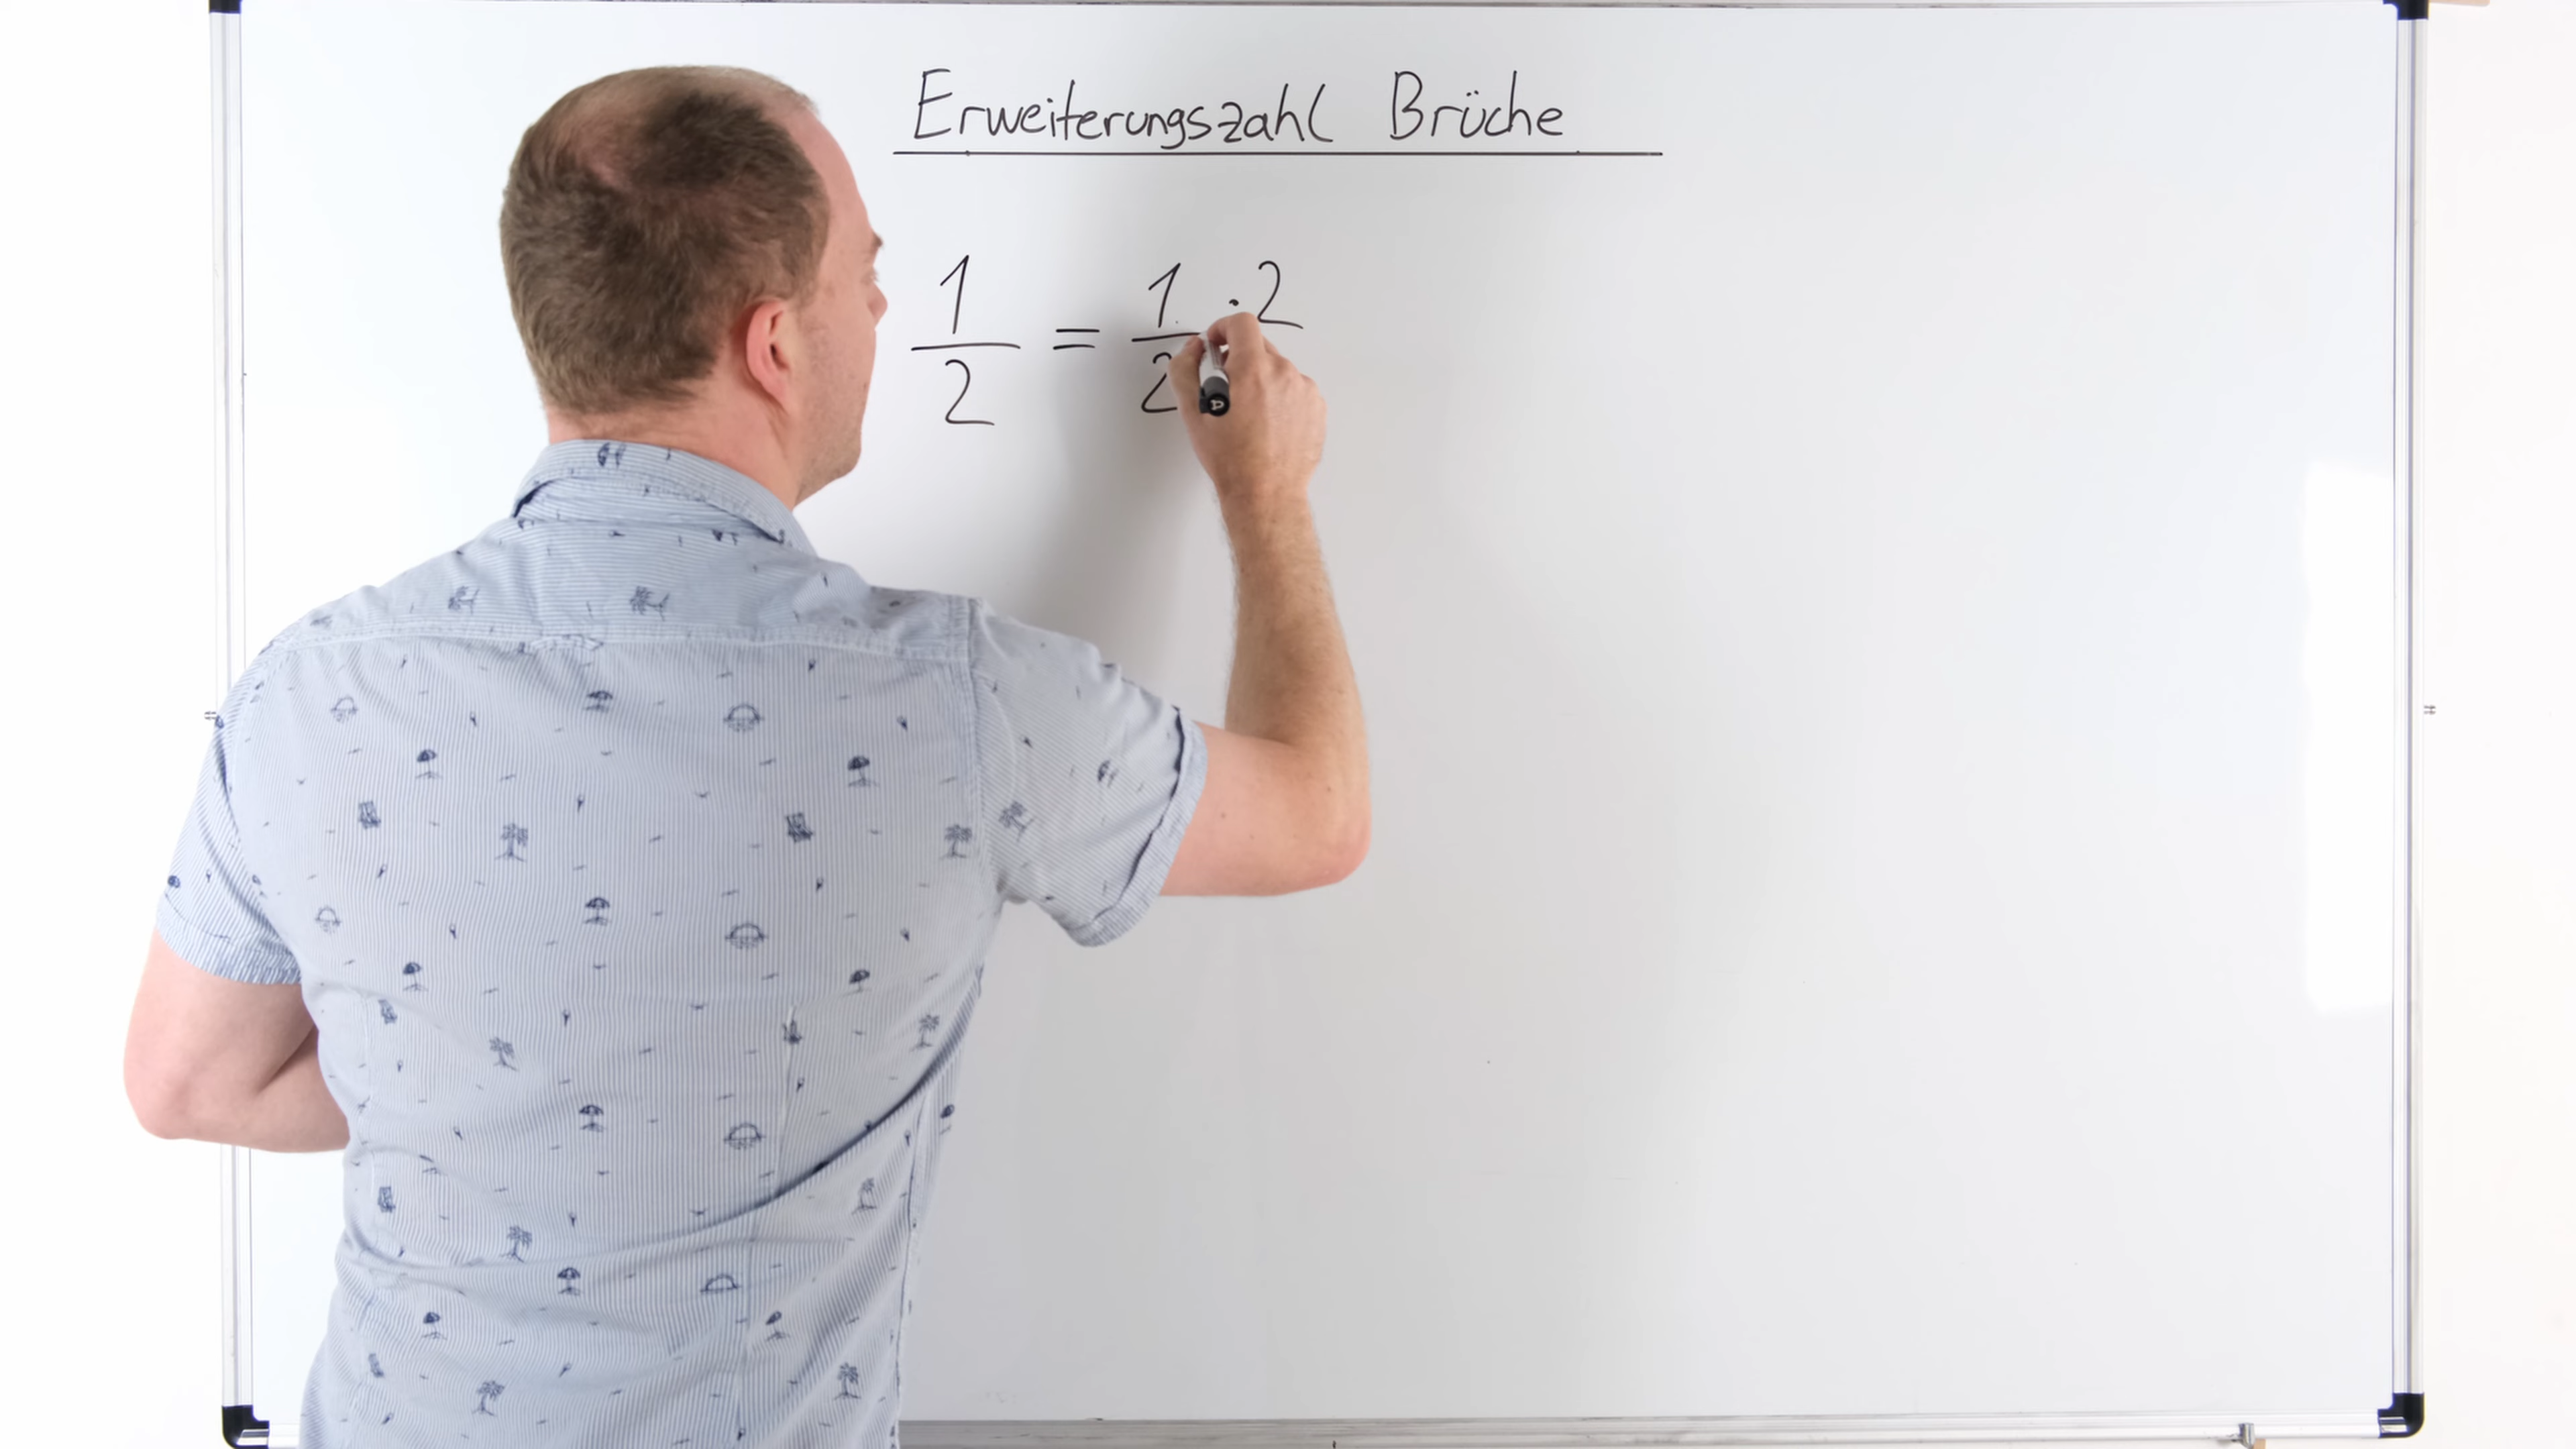 Erweiterungszahl Brüche
1/2 = 1 · 2/2